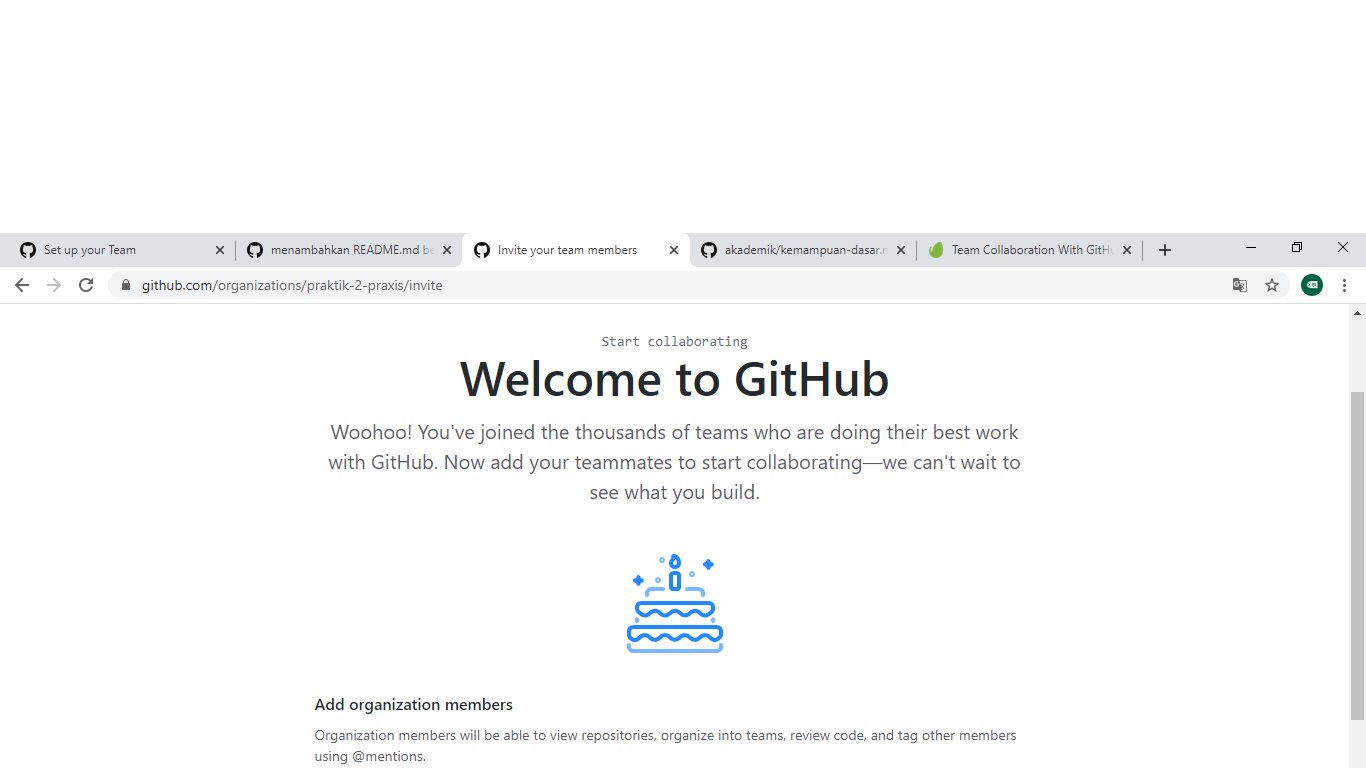 Set up your Team
menambahkan README.md be
Invite your team members
akademik/kemampuan-dasar.m
Team Collaboration With GitHu
github.com/organizations/praktik-2-praxis/invite
Start collaborating
Welcome to GitHub
Woohoo! You've joined the thousands of teams who are doing their best work
with GitHub. Now add your teammates to start collaborating—we can't wait to
see what you build.
Add organization members
Organization members will be able to view repositories, organize into teams, review code, and tag other members
using @mentions.